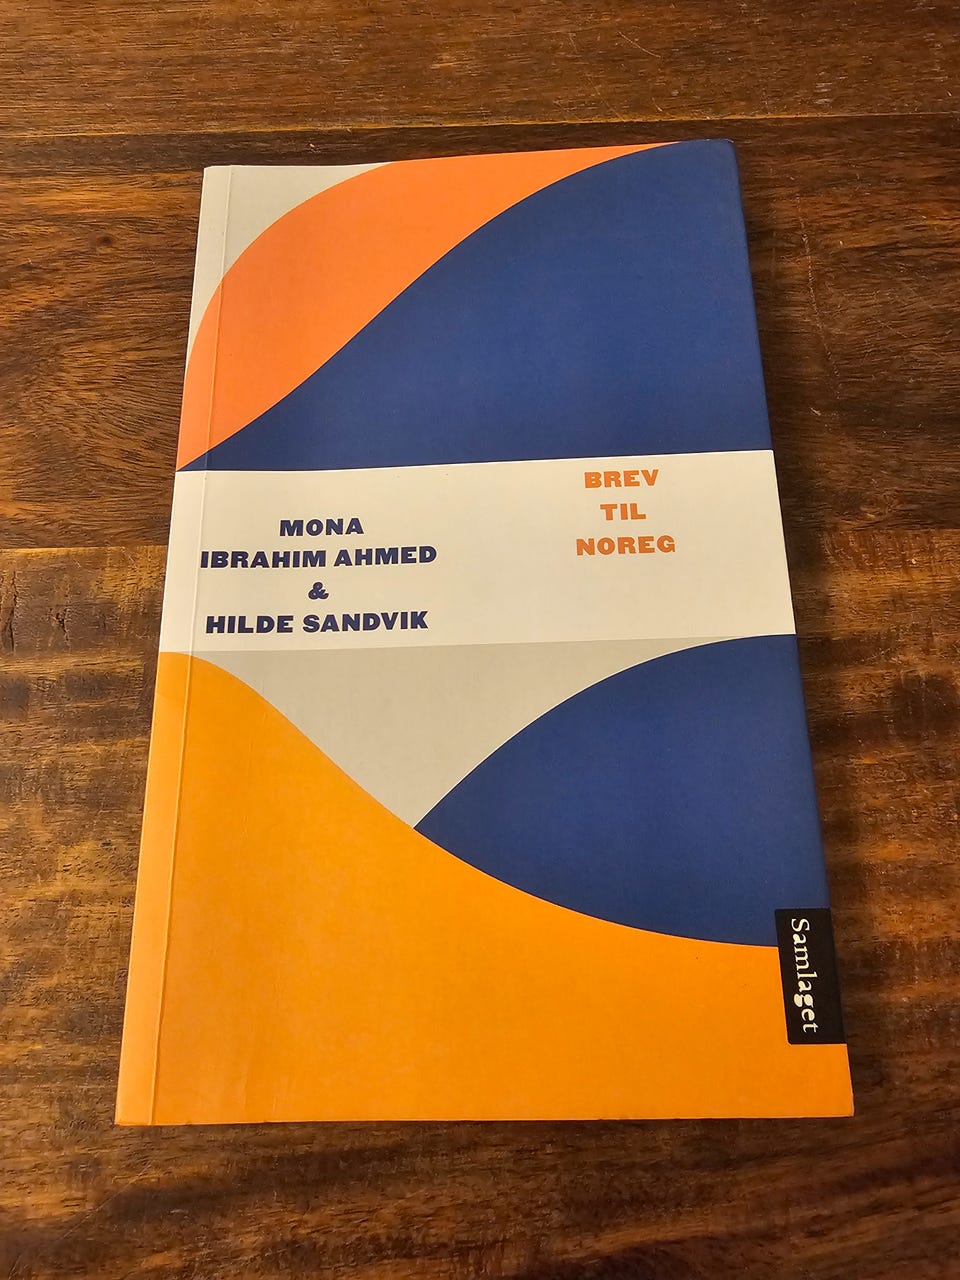 MONA
IBRAHIM AHMED
&
HILDE SANDVIK
BREV
TIL
NOREG
Samlaget